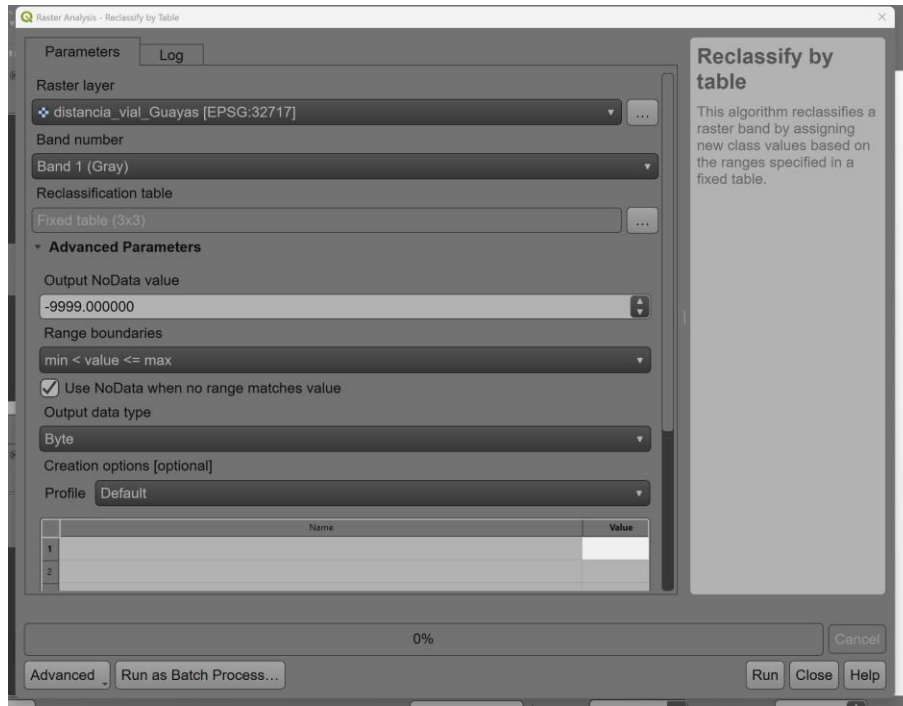 Raster Analysis - Reclassify by Table
Parameters
Log
Raster layer
distancia_vial_Guayas [EPSG:32717]
...
Band number
Band 1 (Gray)
Reclassification table
Fixed table (3x3)
...
Advanced Parameters
Output NoData value
-9999.000000
Range boundaries
min < value <= max
Use NoData when no range matches value
Output data type
Byte
Creation options [optional]
Profile Default
Name Value
1
2
Reclassify by
table
This algorithm reclassifies a
raster band by assigning
new class values based on
the ranges specified in a
fixed table.
0%
Cancel
Advanced
Run as Batch Process...
Run Close Help